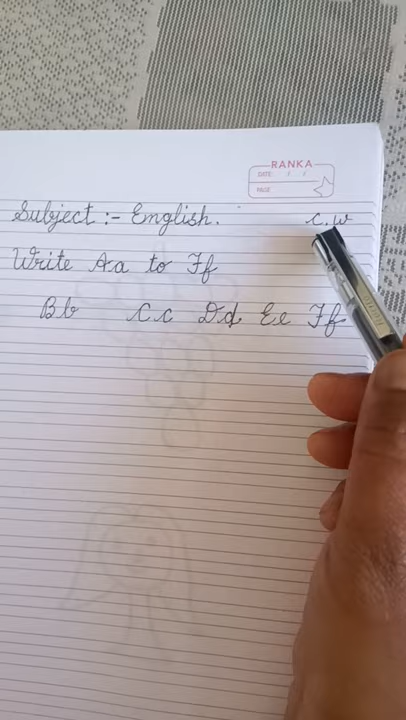 RANKA
DATE: / /
PAGE:
Subject :- English. C.W
Write Aa to Ff
Bb Cc Dd Ee Ff